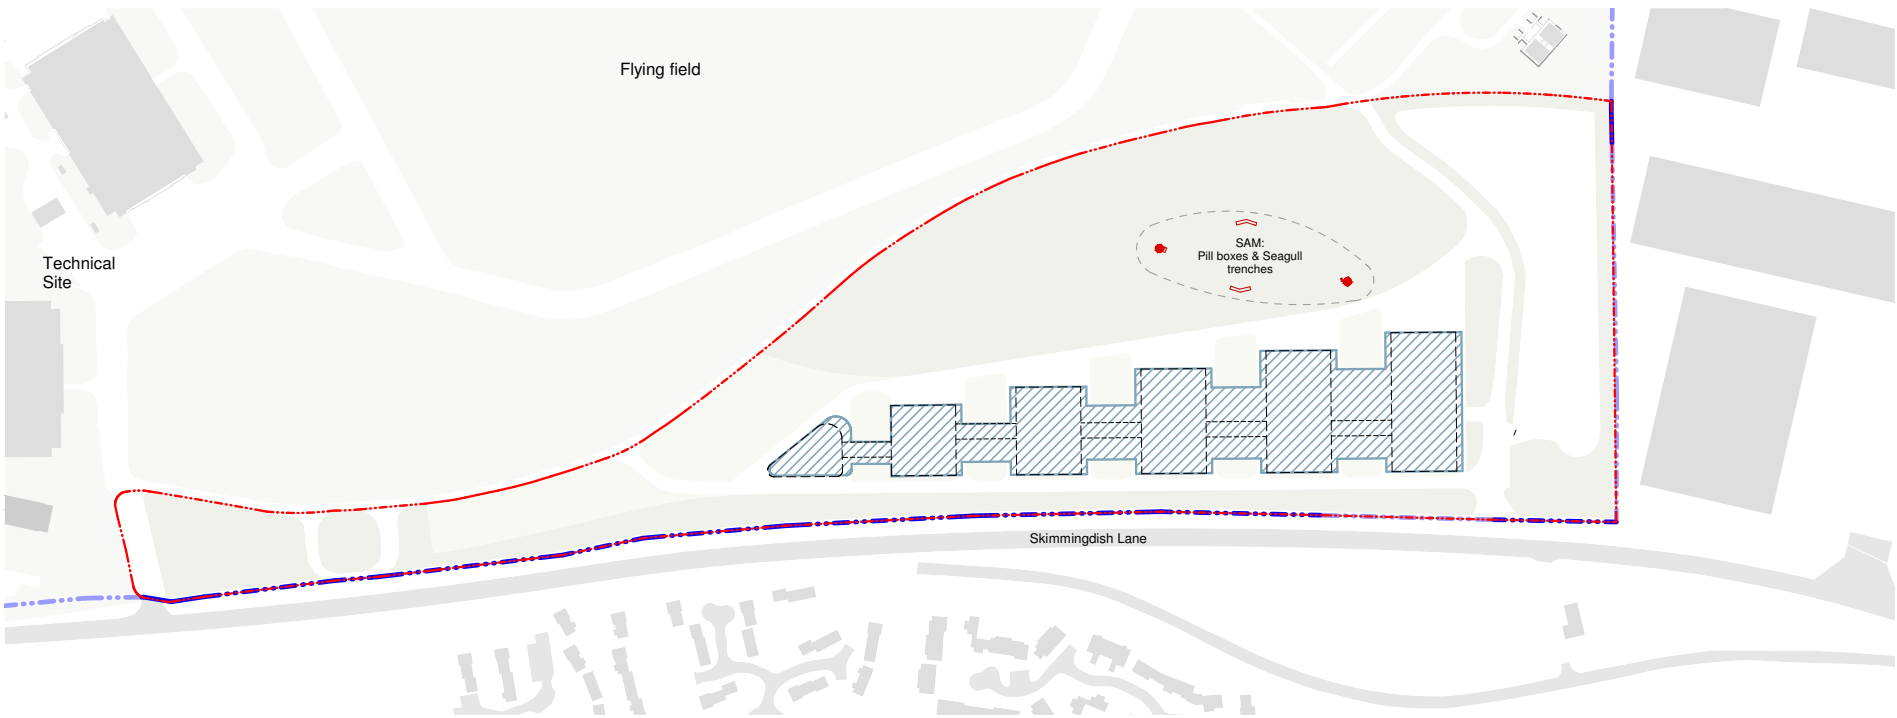 Flying field
Technical
Site
SAM:
Pill boxes & Seagull
trenches
Skimmingdish Lane